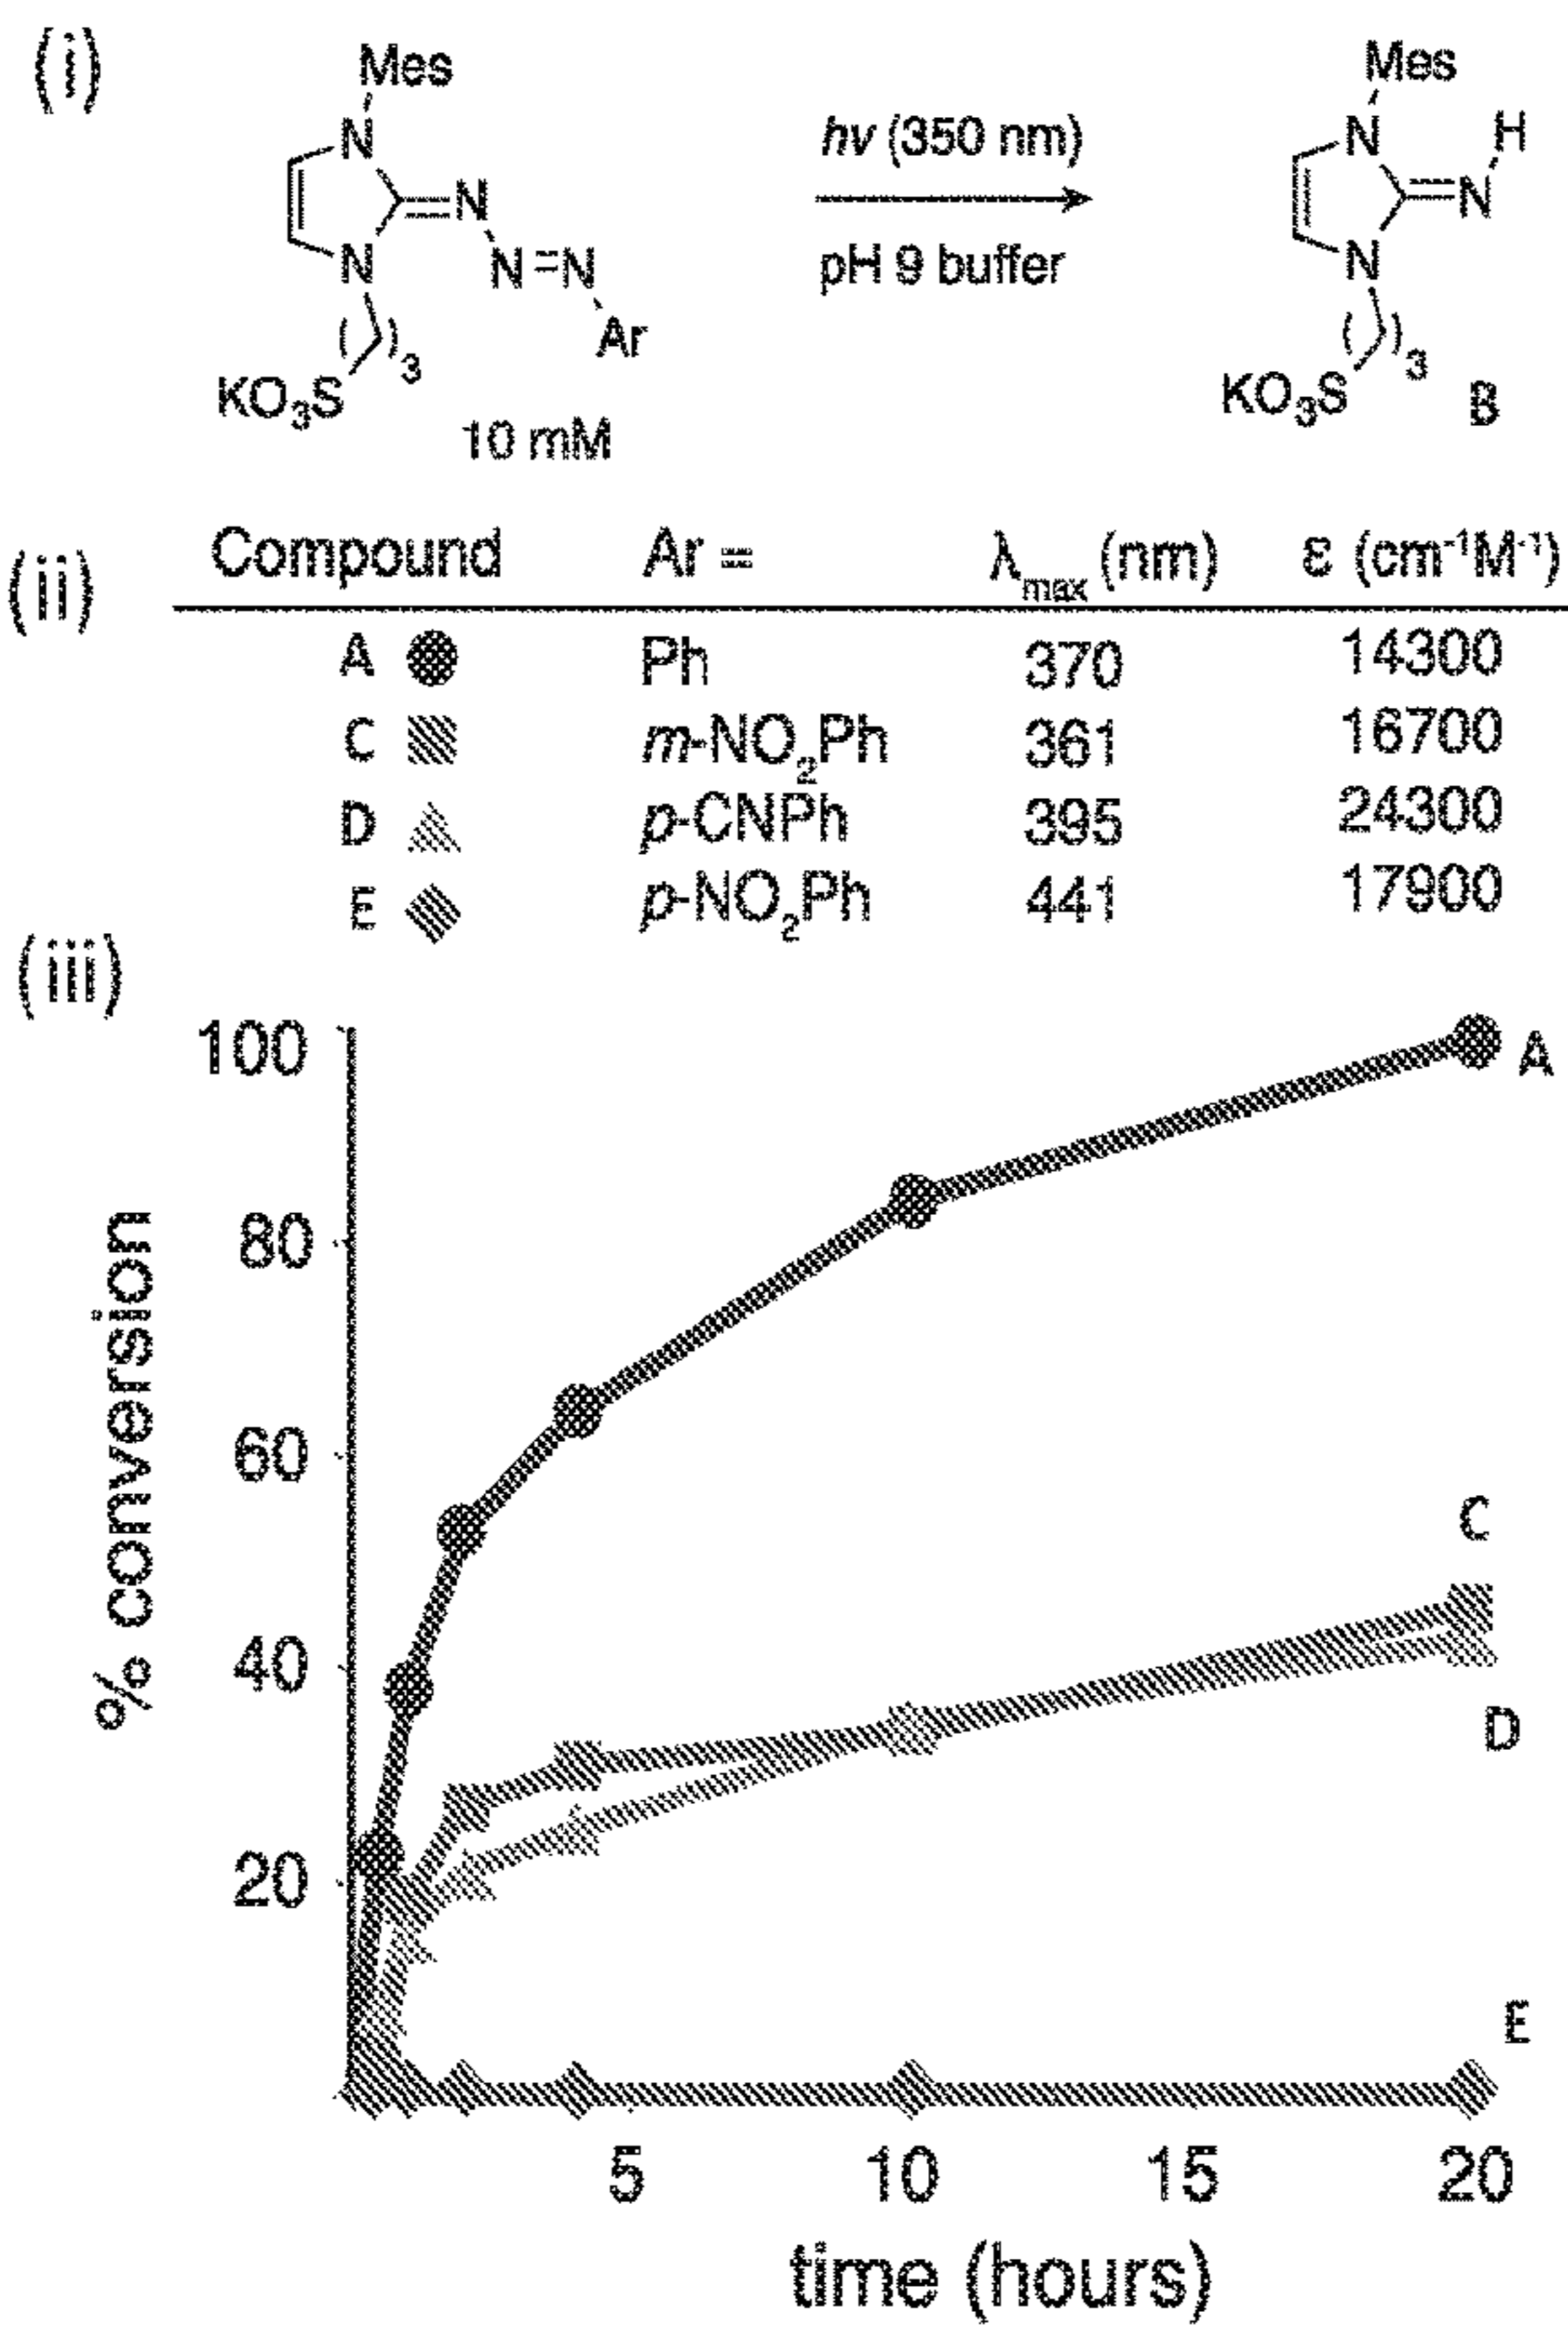 (i)
Mes
N
N
N
N=N
Ar
( )3
KO3S
10 mM
hν (350 nm)
pH 9 buffer
Mes
H
N
N
N
( )3
KO3S
B
(ii)
Compound Ar = λmax (nm) ε (cm-1M-1)
A Ph 370 14300
C m-NO2Ph 361 16700
D p-CNPh 395 24300
E p-NO2Ph 441 17900
(iii)
% conversion
100
80
60
40
20
A
C
D
E
5 10 15 20
time (hours)